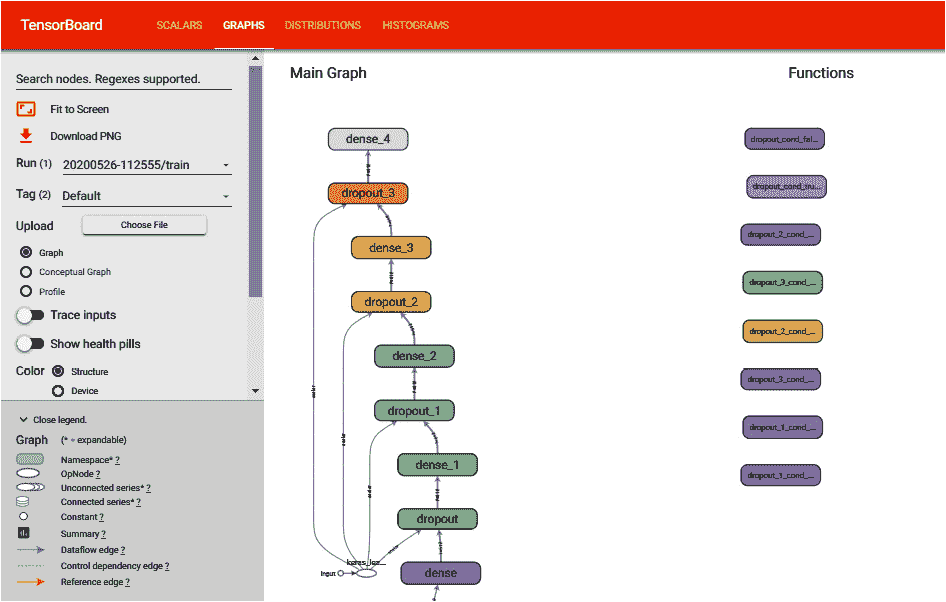 TensorBoard SCALARS GRAPHS DISTRIBUTIONS HISTOGRAMS
Search nodes. Regexes supported.
Fit to Screen
Download PNG
Run (1) 20200526-112555/train
Tag (2) Default
Upload Choose File
Graph
Conceptual Graph
Profile
Trace inputs
Show health pills
Color Structure
Device
Close legend.
Graph (* = expandable)
Namespace* ?
OpNode ?
Unconnected series* ?
Connected series* ?
Constant ?
Summary ?
Dataflow edge ?
Control dependency edge ?
Reference edge ?
Main Graph
dense_4
dropout_3
dense_3
dropout_2
dense_2
dropout_1
dense_1
dropout
keras_lea...
input
dense
Functions
dropout_cond_fal...
dropout_cond_tru...
dropout_2_cond_...
dropout_3_cond_...
dropout_2_cond_...
dropout_3_cond_...
dropout_1_cond_...
dropout_1_cond_...